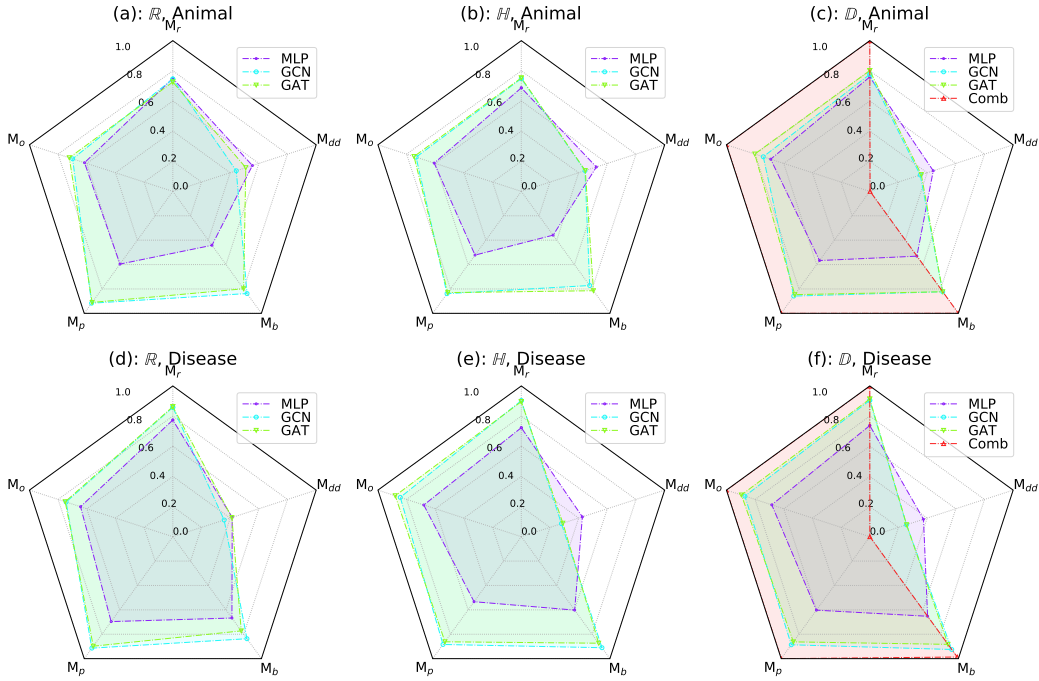 (a): ℝ, Animal
M_r
1.0
0.8
0.6
0.4
0.2
0.0
M_o
M_dd
M_p
M_b
MLP
GCN
GAT
(b): ℍ, Animal
M_r
1.0
0.8
0.6
0.4
0.2
0.0
M_o
M_dd
M_p
M_b
MLP
GCN
GAT
(c): 𝔻, Animal
M_r
1.0
0.8
0.6
0.4
0.2
0.0
M_o
M_dd
M_p
M_b
MLP
GCN
GAT
Comb
(d): ℝ, Disease
M_r
1.0
0.8
0.6
0.4
0.2
0.0
M_o
M_dd
M_p
M_b
MLP
GCN
GAT
(e): ℍ, Disease
M_r
1.0
0.8
0.6
0.4
0.2
0.0
M_o
M_dd
M_p
M_b
MLP
GCN
GAT
(f): 𝔻, Disease
M_r
1.0
0.8
0.6
0.4
0.2
0.0
M_o
M_dd
M_p
M_b
MLP
GCN
GAT
Comb